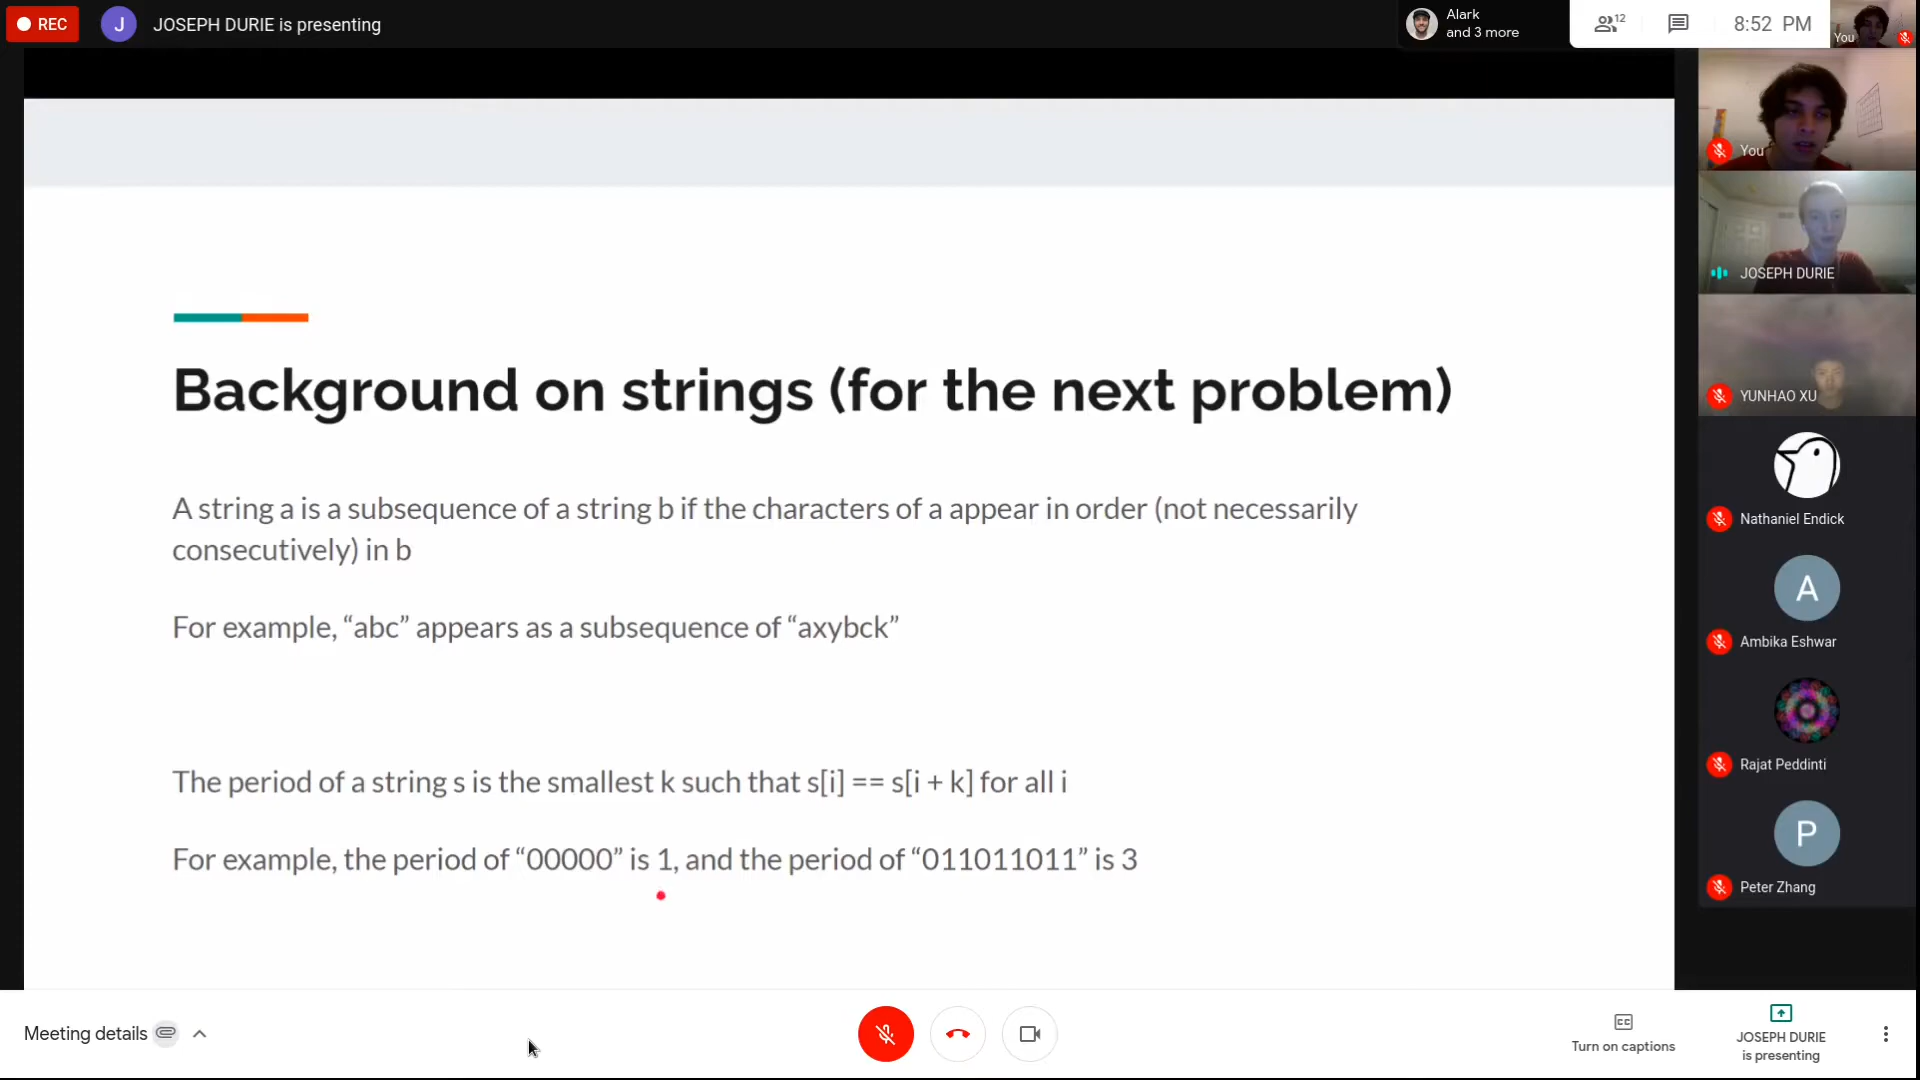 REC
J
JOSEPH DURIE is presenting
Alark
and 3 more
12
8:52 PM
You
You
JOSEPH DURIE
YUNHAO XU
Nathaniel Endick
A
Ambika Eshwar
Rajat Peddinti
P
Peter Zhang
Background on strings (for the next problem)
A string a is a subsequence of a string b if the characters of a appear in order (not necessarily
consecutively) in b
For example, “abc” appears as a subsequence of “axybck”
The period of a string s is the smallest k such that s[i] == s[i + k] for all i
For example, the period of “00000” is 1, and the period of “011011011” is 3
Meeting details
CC
Turn on captions
JOSEPH DURIE
is presenting